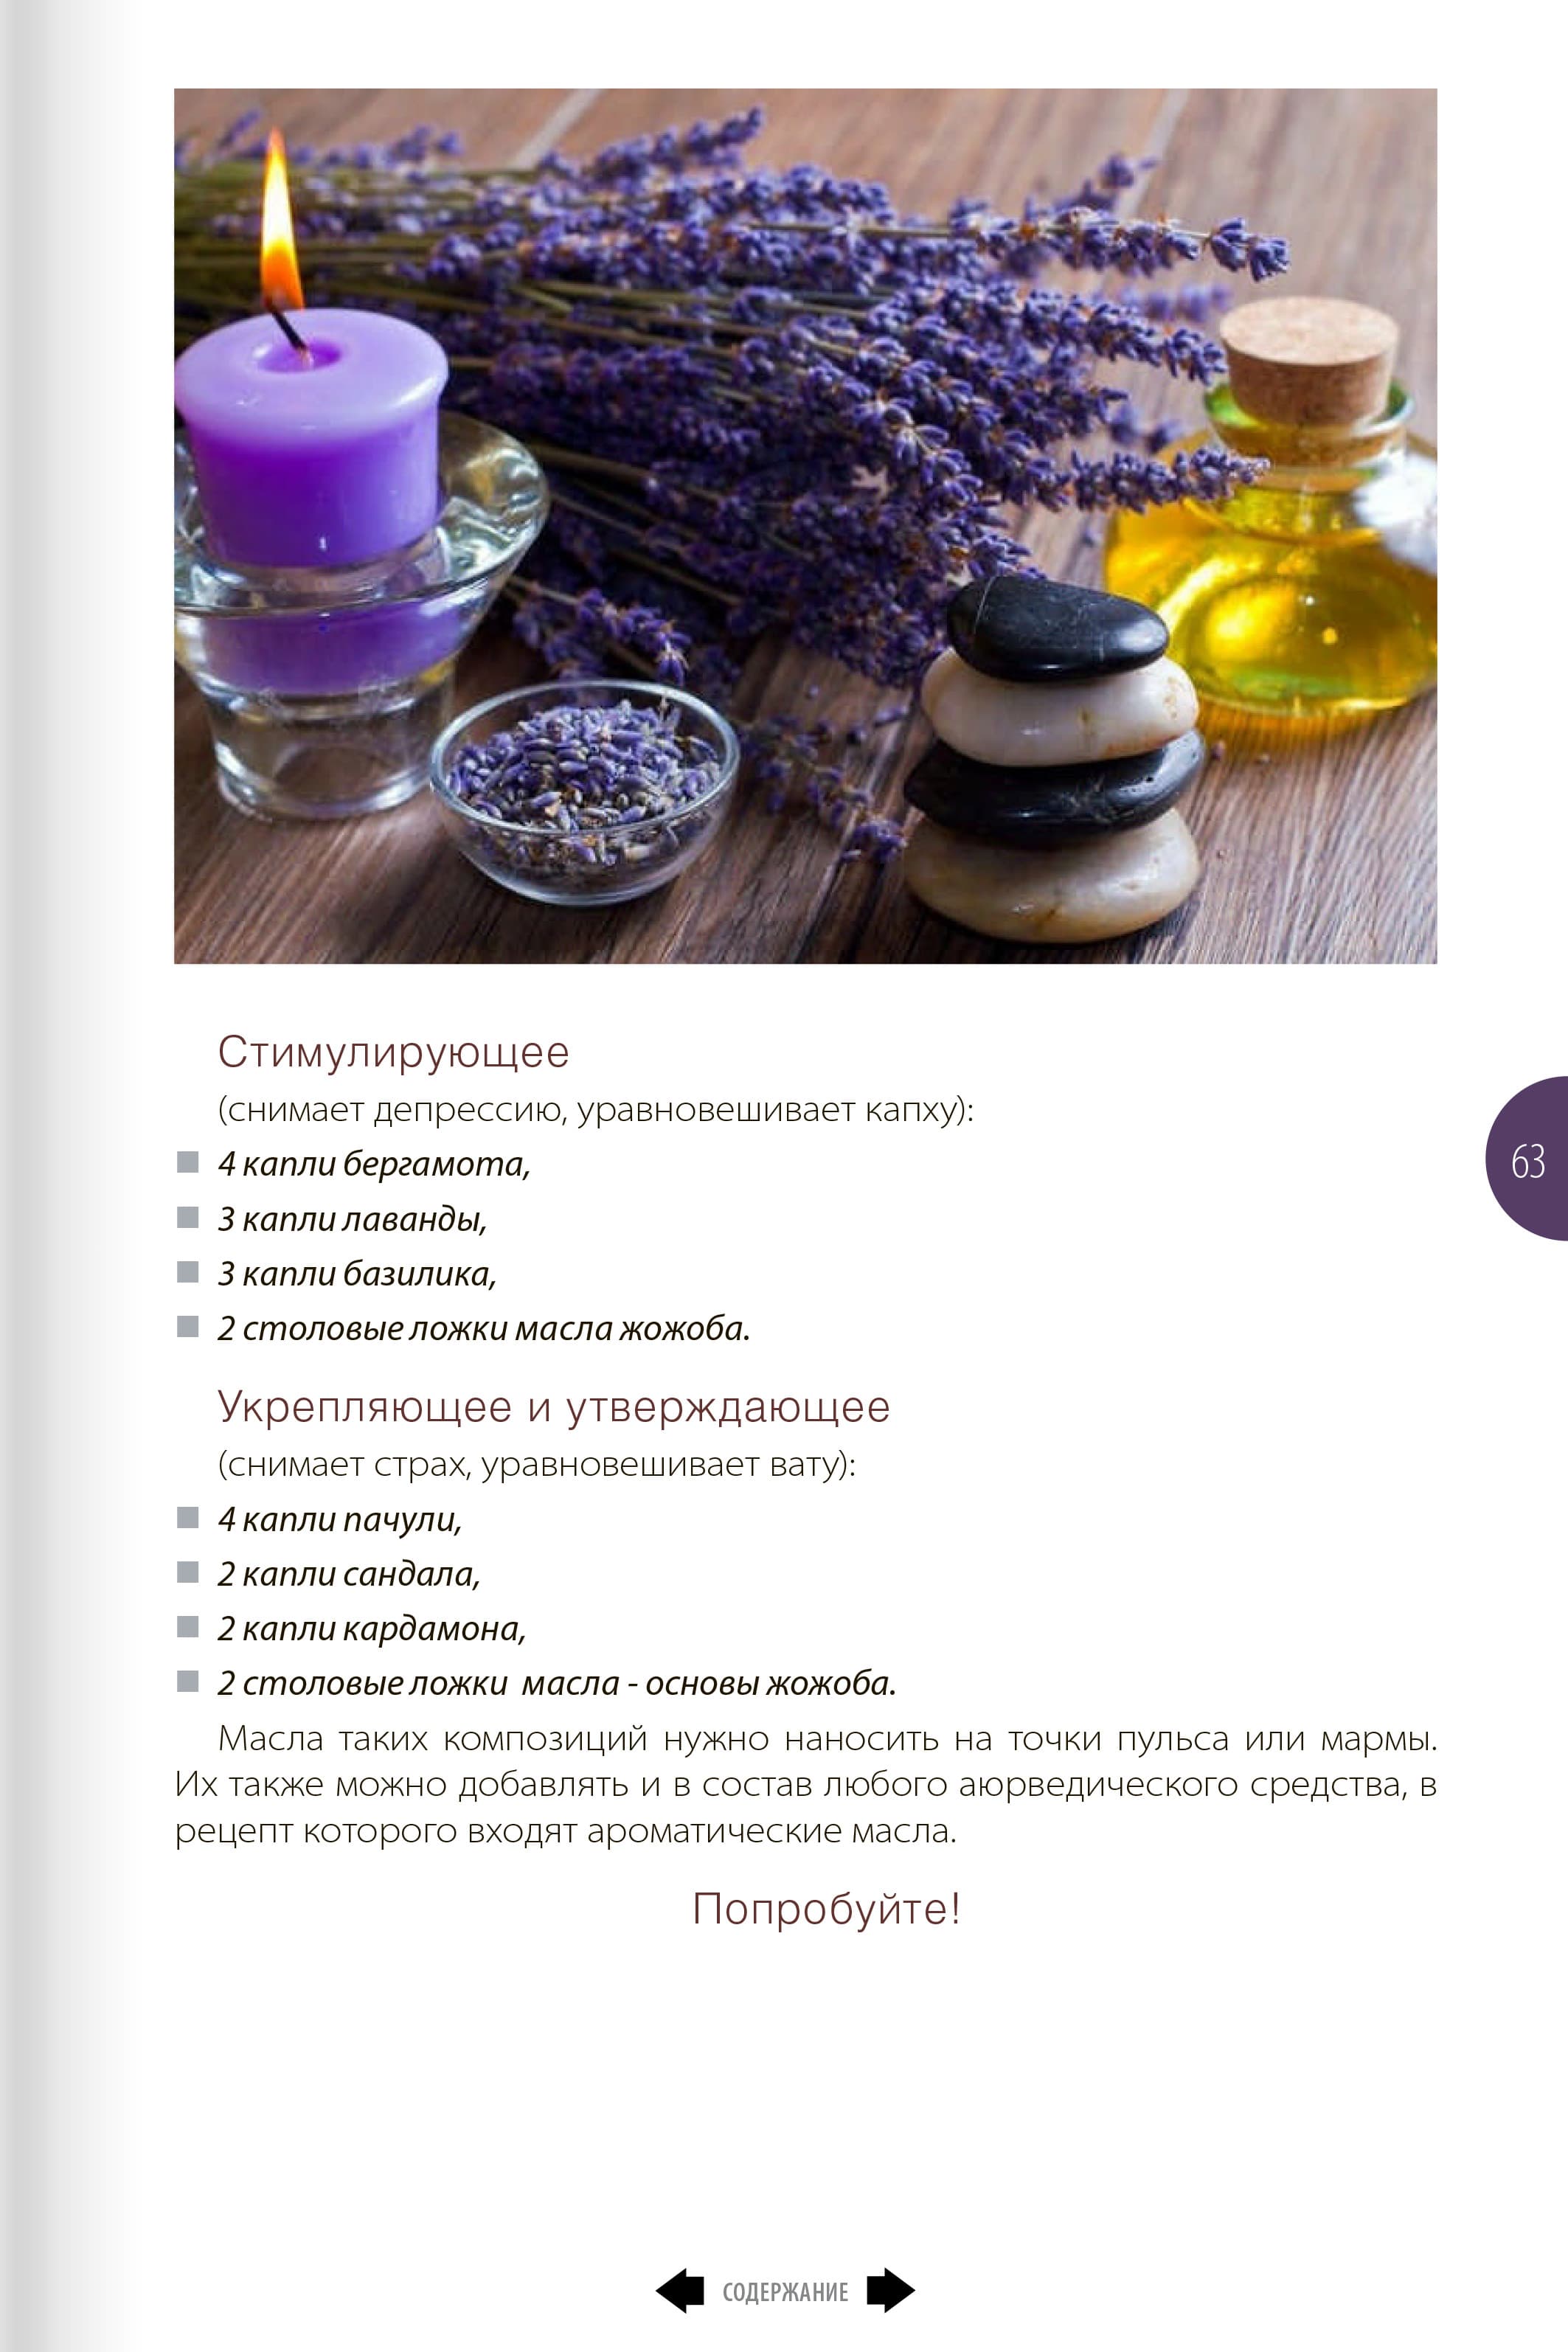 Стимулирующее
(снимает депрессию, уравновешивает капху):
4 капли бергамота,
3 капли лаванды,
63
3 капли базилика,
2 столовые ложки масла жожоба.
Укрепляющее и утверждающее
(снимает страх, уравновешивает вату):
4 капли пачули,
2 капли сандала,
2 капли кардамона,
2 столовые ложки масла - основы жожоба.
Масла таких композиций нужно наносить на точки пульса или мармы.
Их также можно добавлять и в состав любого аюрведического средства, в
рецепт которого входят ароматические масла.
Попробуйте!
СОДЕРЖАНИЕ